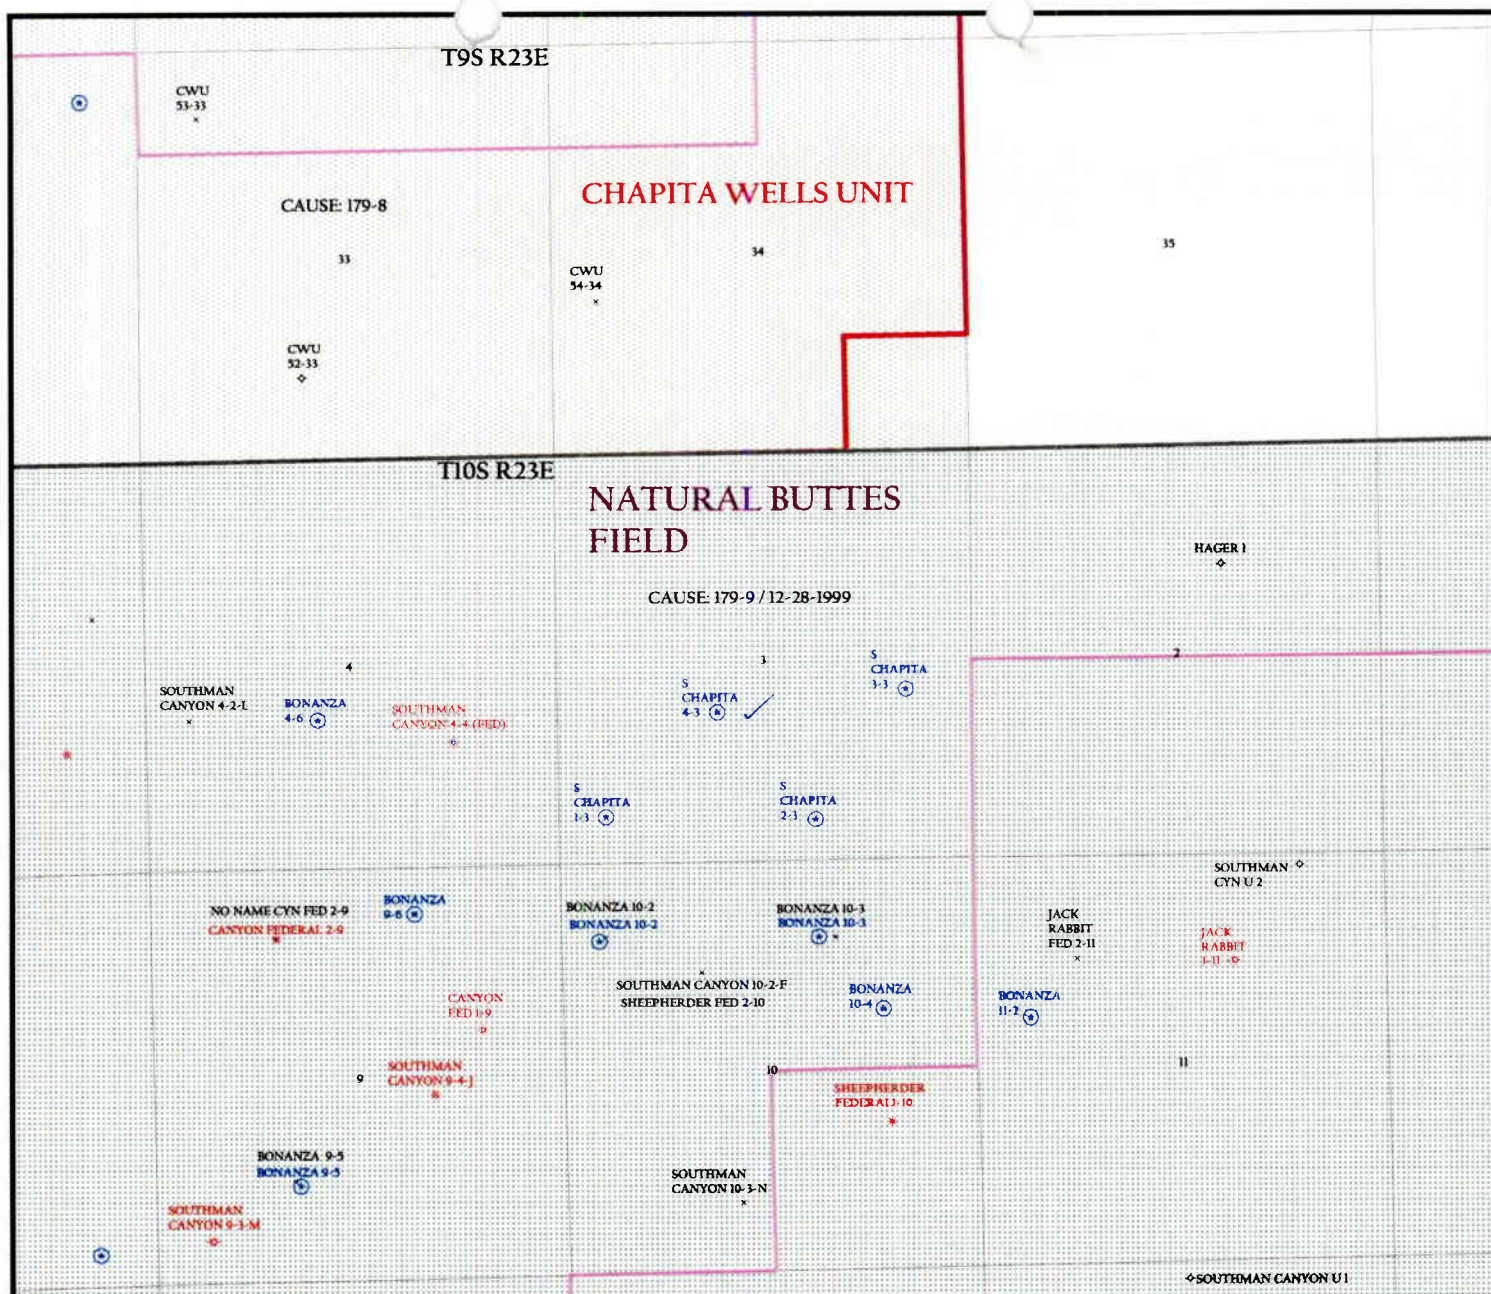 T9S R23E
CWU
53-33
CHAPITA WELLS UNIT
CAUSE: 179-8
33
34
35
CWU
54-34
CWU
52-33
T10S R23E
NATURAL BUTTES
FIELD
HAGER 1
CAUSE: 179-9 / 12-28-1999
4
3
2
S
CHAPITA
3-3
SOUTHMAN
CANYON 4-2-L
BONANZA
4-6
SOUTHMAN
CANYON 4-4 (FED)
S
CHAPITA
4-3
S
CHAPITA
1-3
S
CHAPITA
2-3
SOUTHMAN
CYN U 2
NO NAME CYN FED 2-9
CANYON FEDERAL 2-9
BONANZA
9-6
BONANZA 10-2
BONANZA 10-2
BONANZA 10-3
BONANZA 10-3
JACK
RABBIT
FED 2-11
JACK
RABBIT
1-11
SOUTHMAN CANYON 10-2-F
SHEEPHERDER FED 2-10
BONANZA
10-4
BONANZA
11-2
CANYON
FED 1-9
9
SOUTHMAN
CANYON 9-4-J
10
11
SHEEPHERDER
FEDERAL 1-10
BONANZA 9-5
BONANZA 9-5
SOUTHMAN
CANYON 10-3-N
SOUTHMAN
CANYON 9-3-M
SOUTHMAN CANYON U 1